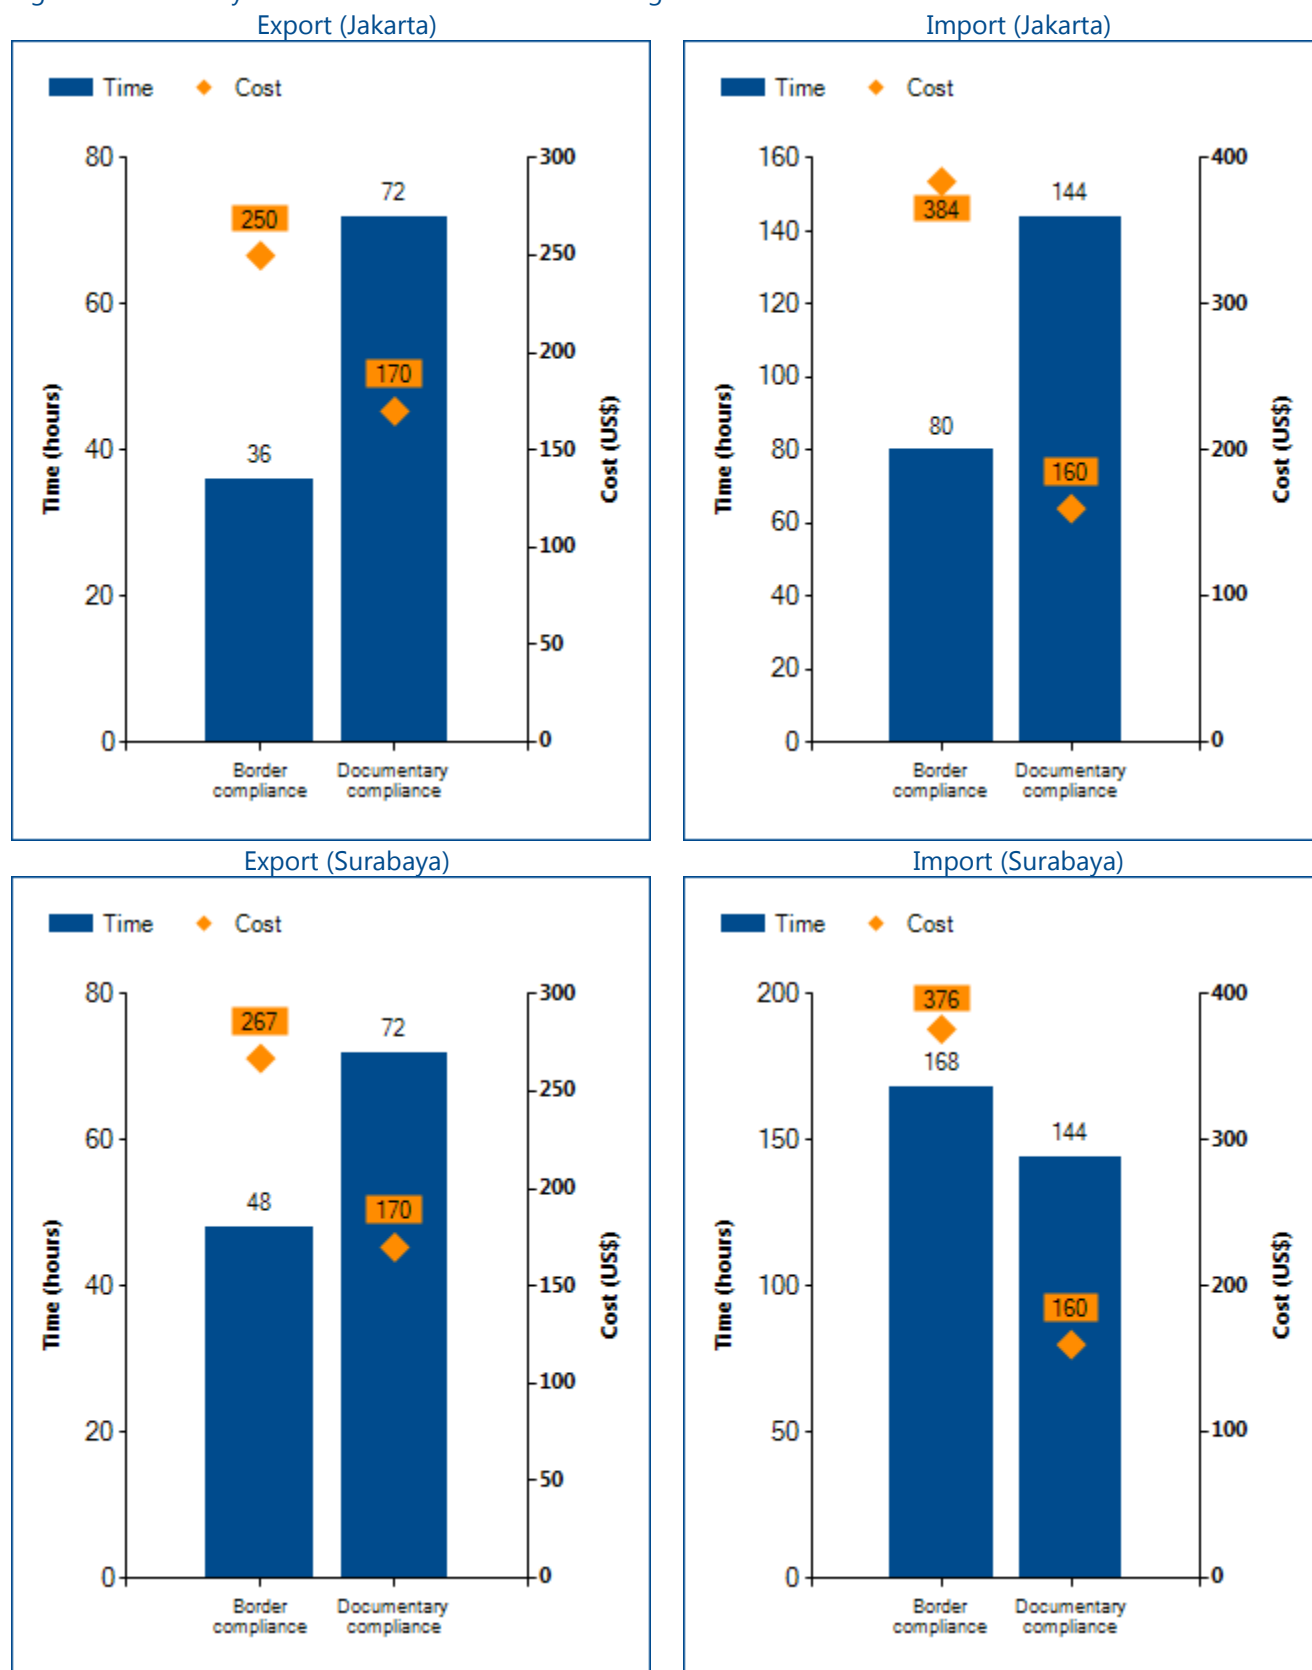 Export (Jakarta)
Time Cost
80
60
40
20
0
Time (hours)
250
72
170
36
300
250
200
150
100
50
0
Cost (US$)
Border compliance
Documentary compliance
Import (Jakarta)
Time Cost
160
140
120
100
80
60
40
20
0
Time (hours)
384
144
80
160
400
300
200
100
0
Cost (US$)
Border compliance
Documentary compliance
Export (Surabaya)
Time Cost
80
60
40
20
0
Time (hours)
267
72
48
170
300
250
200
150
100
50
0
Cost (US$)
Border compliance
Documentary compliance
Import (Surabaya)
Time Cost
200
150
100
50
0
Time (hours)
376
168
144
160
400
300
200
100
0
Cost (US$)
Border compliance
Documentary compliance